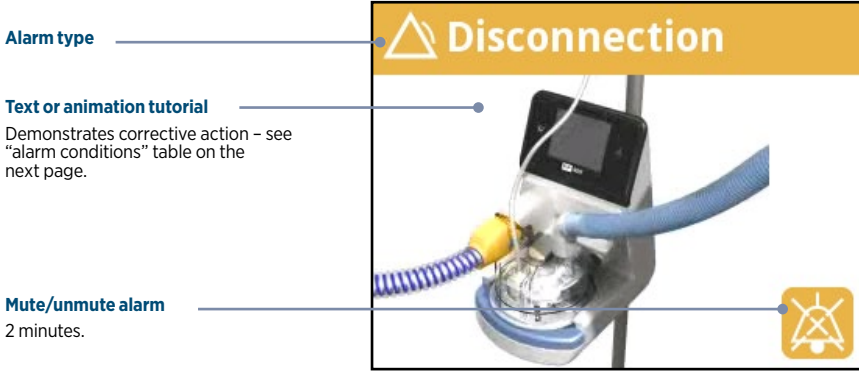 Alarm type
Disconnection
Text or animation tutorial
Demonstrates corrective action – see
“alarm conditions” table on the
next page.
Mute/unmute alarm
2 minutes.